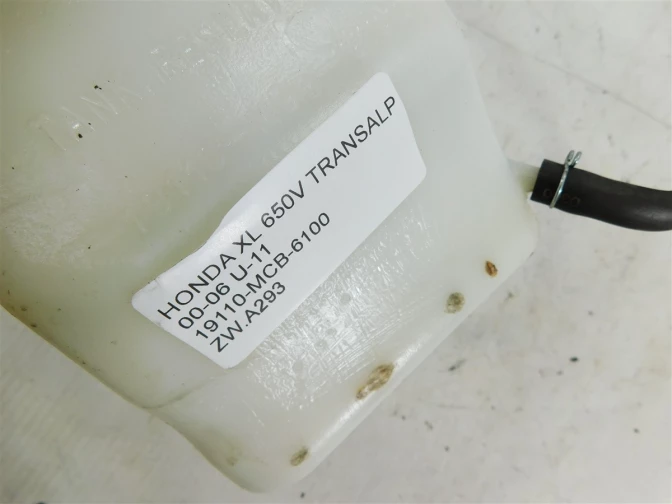 HONDA XL 650V TRANSALP
00-06 U-11
19110-MCB-6100
ZW.A293